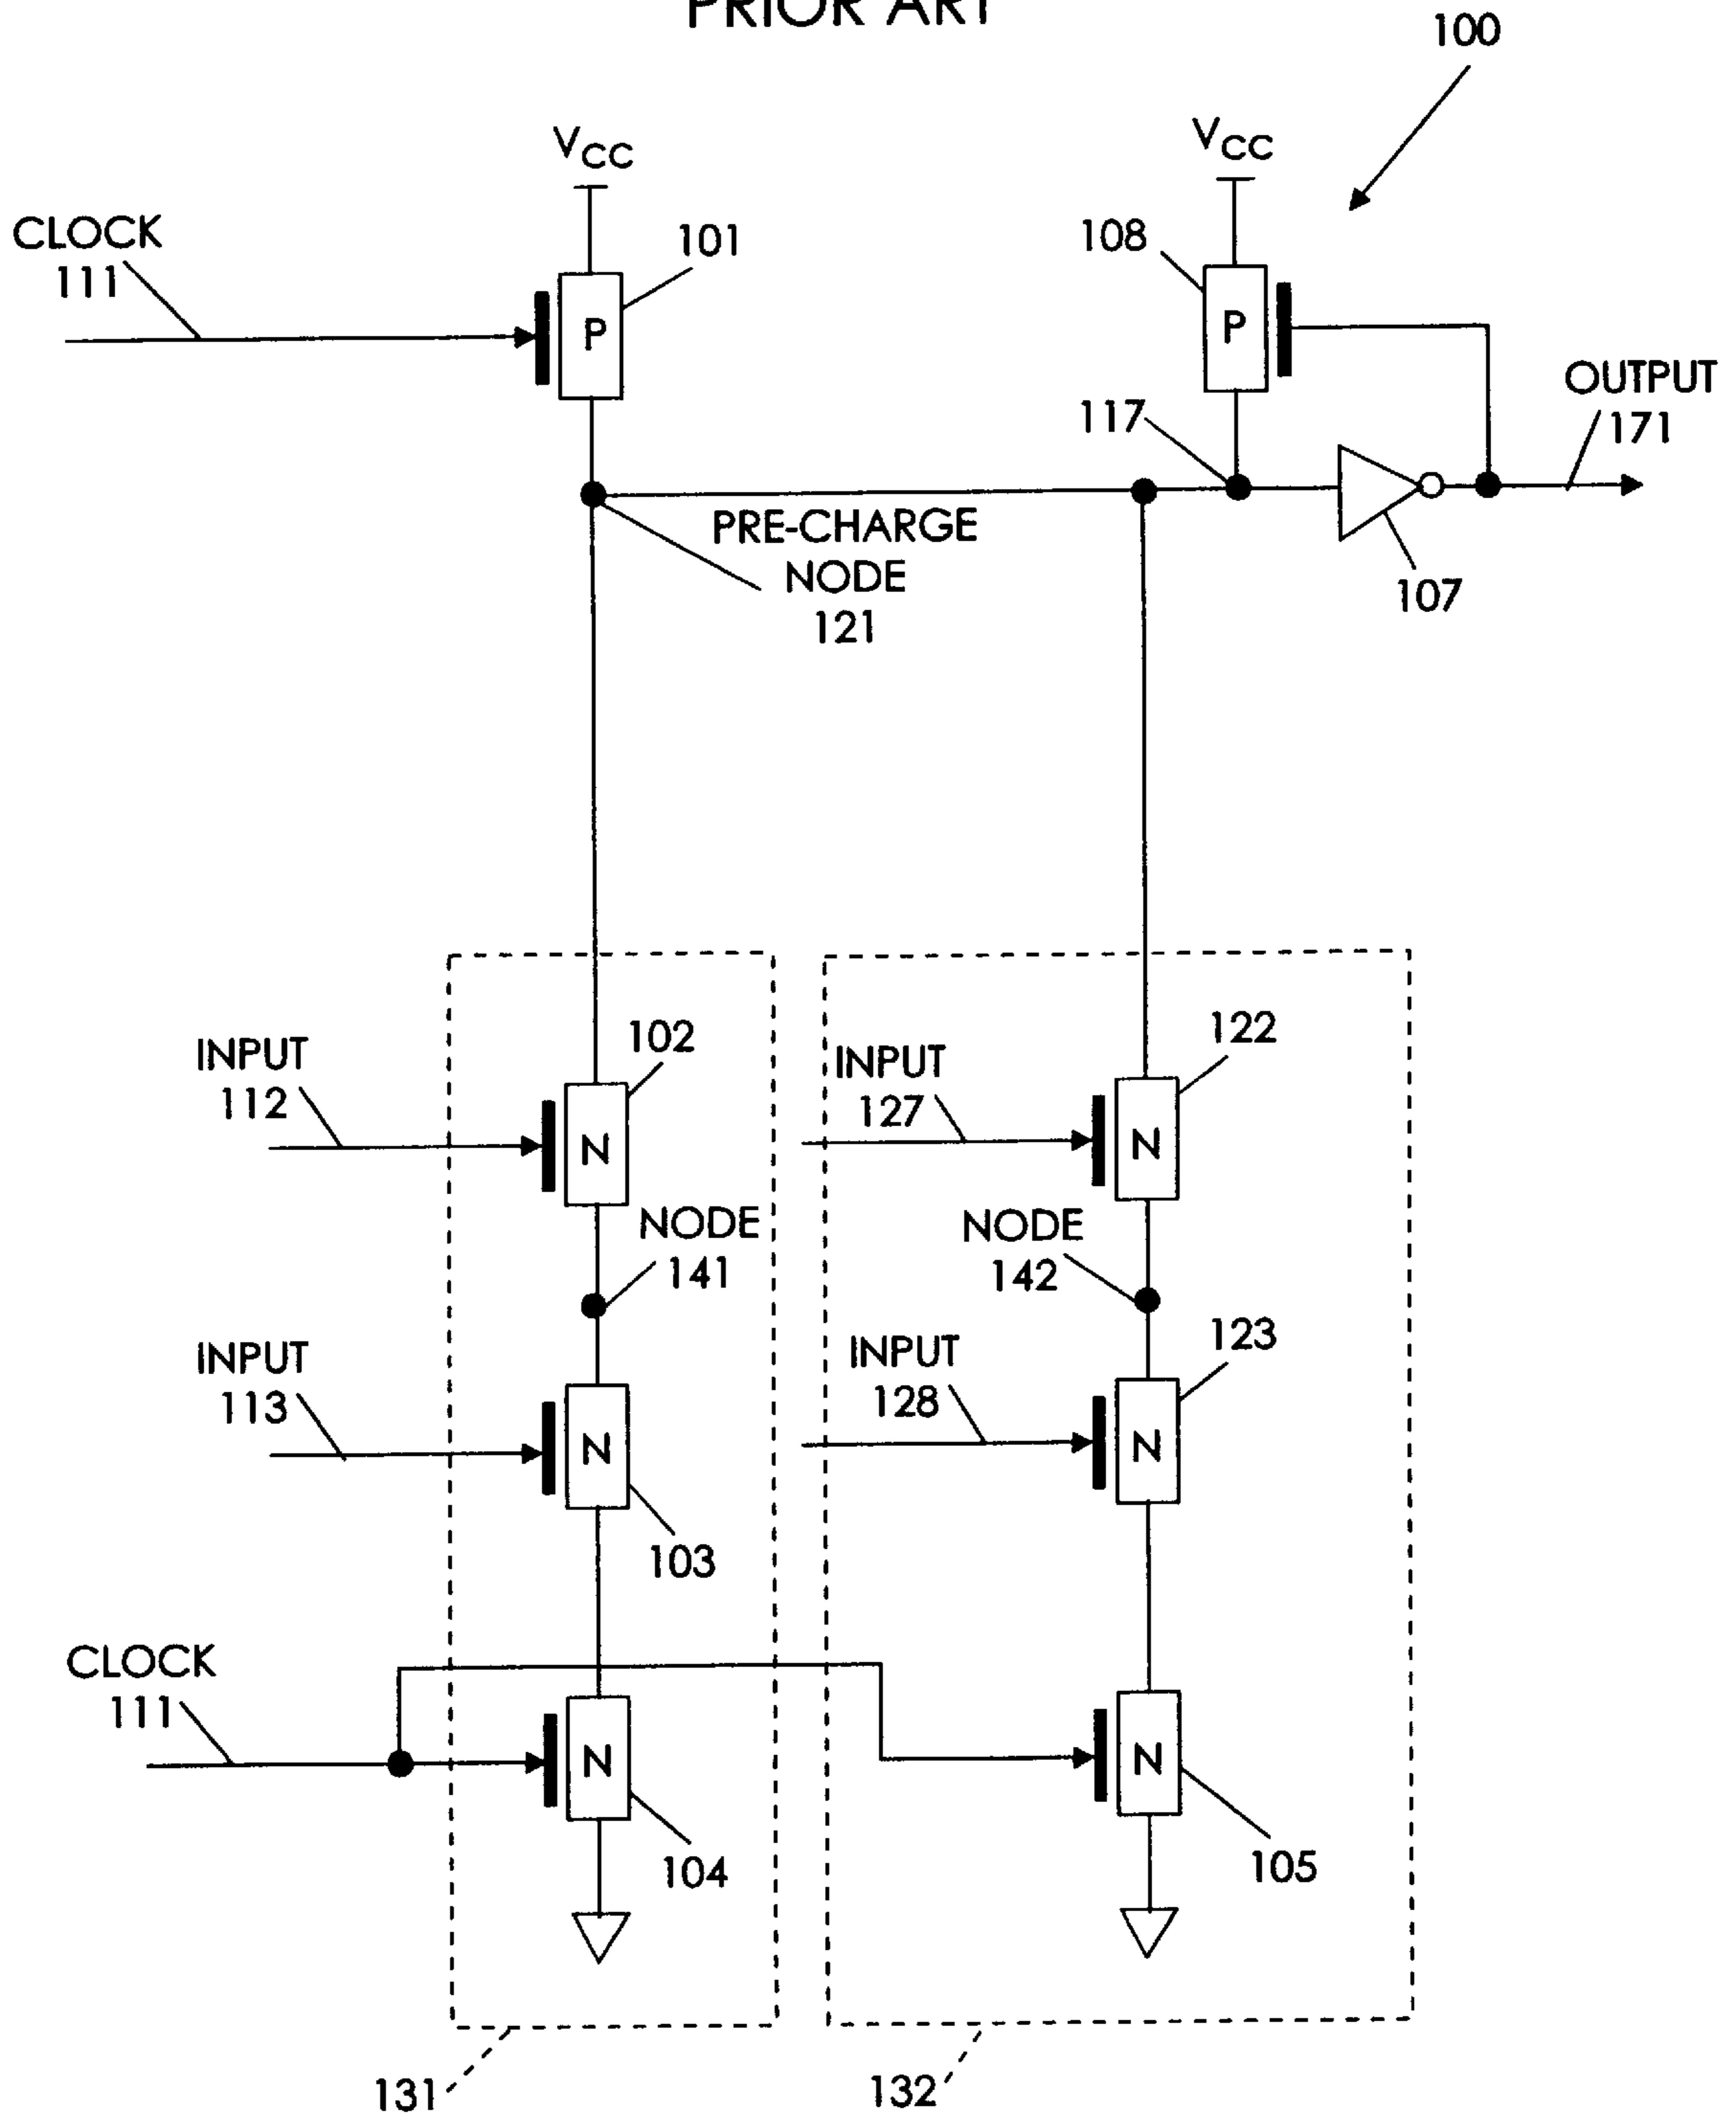 PRIOR ART
100
VCC
VCC
CLOCK
111
101
108
P
P
OUTPUT
171
117
PRE-CHARGE
NODE
121
107
INPUT
112
102
INPUT
127
122
N
N
NODE
141
NODE
142
INPUT
113
INPUT
128
123
N
N
103
CLOCK
111
N
N
104
105
131
132